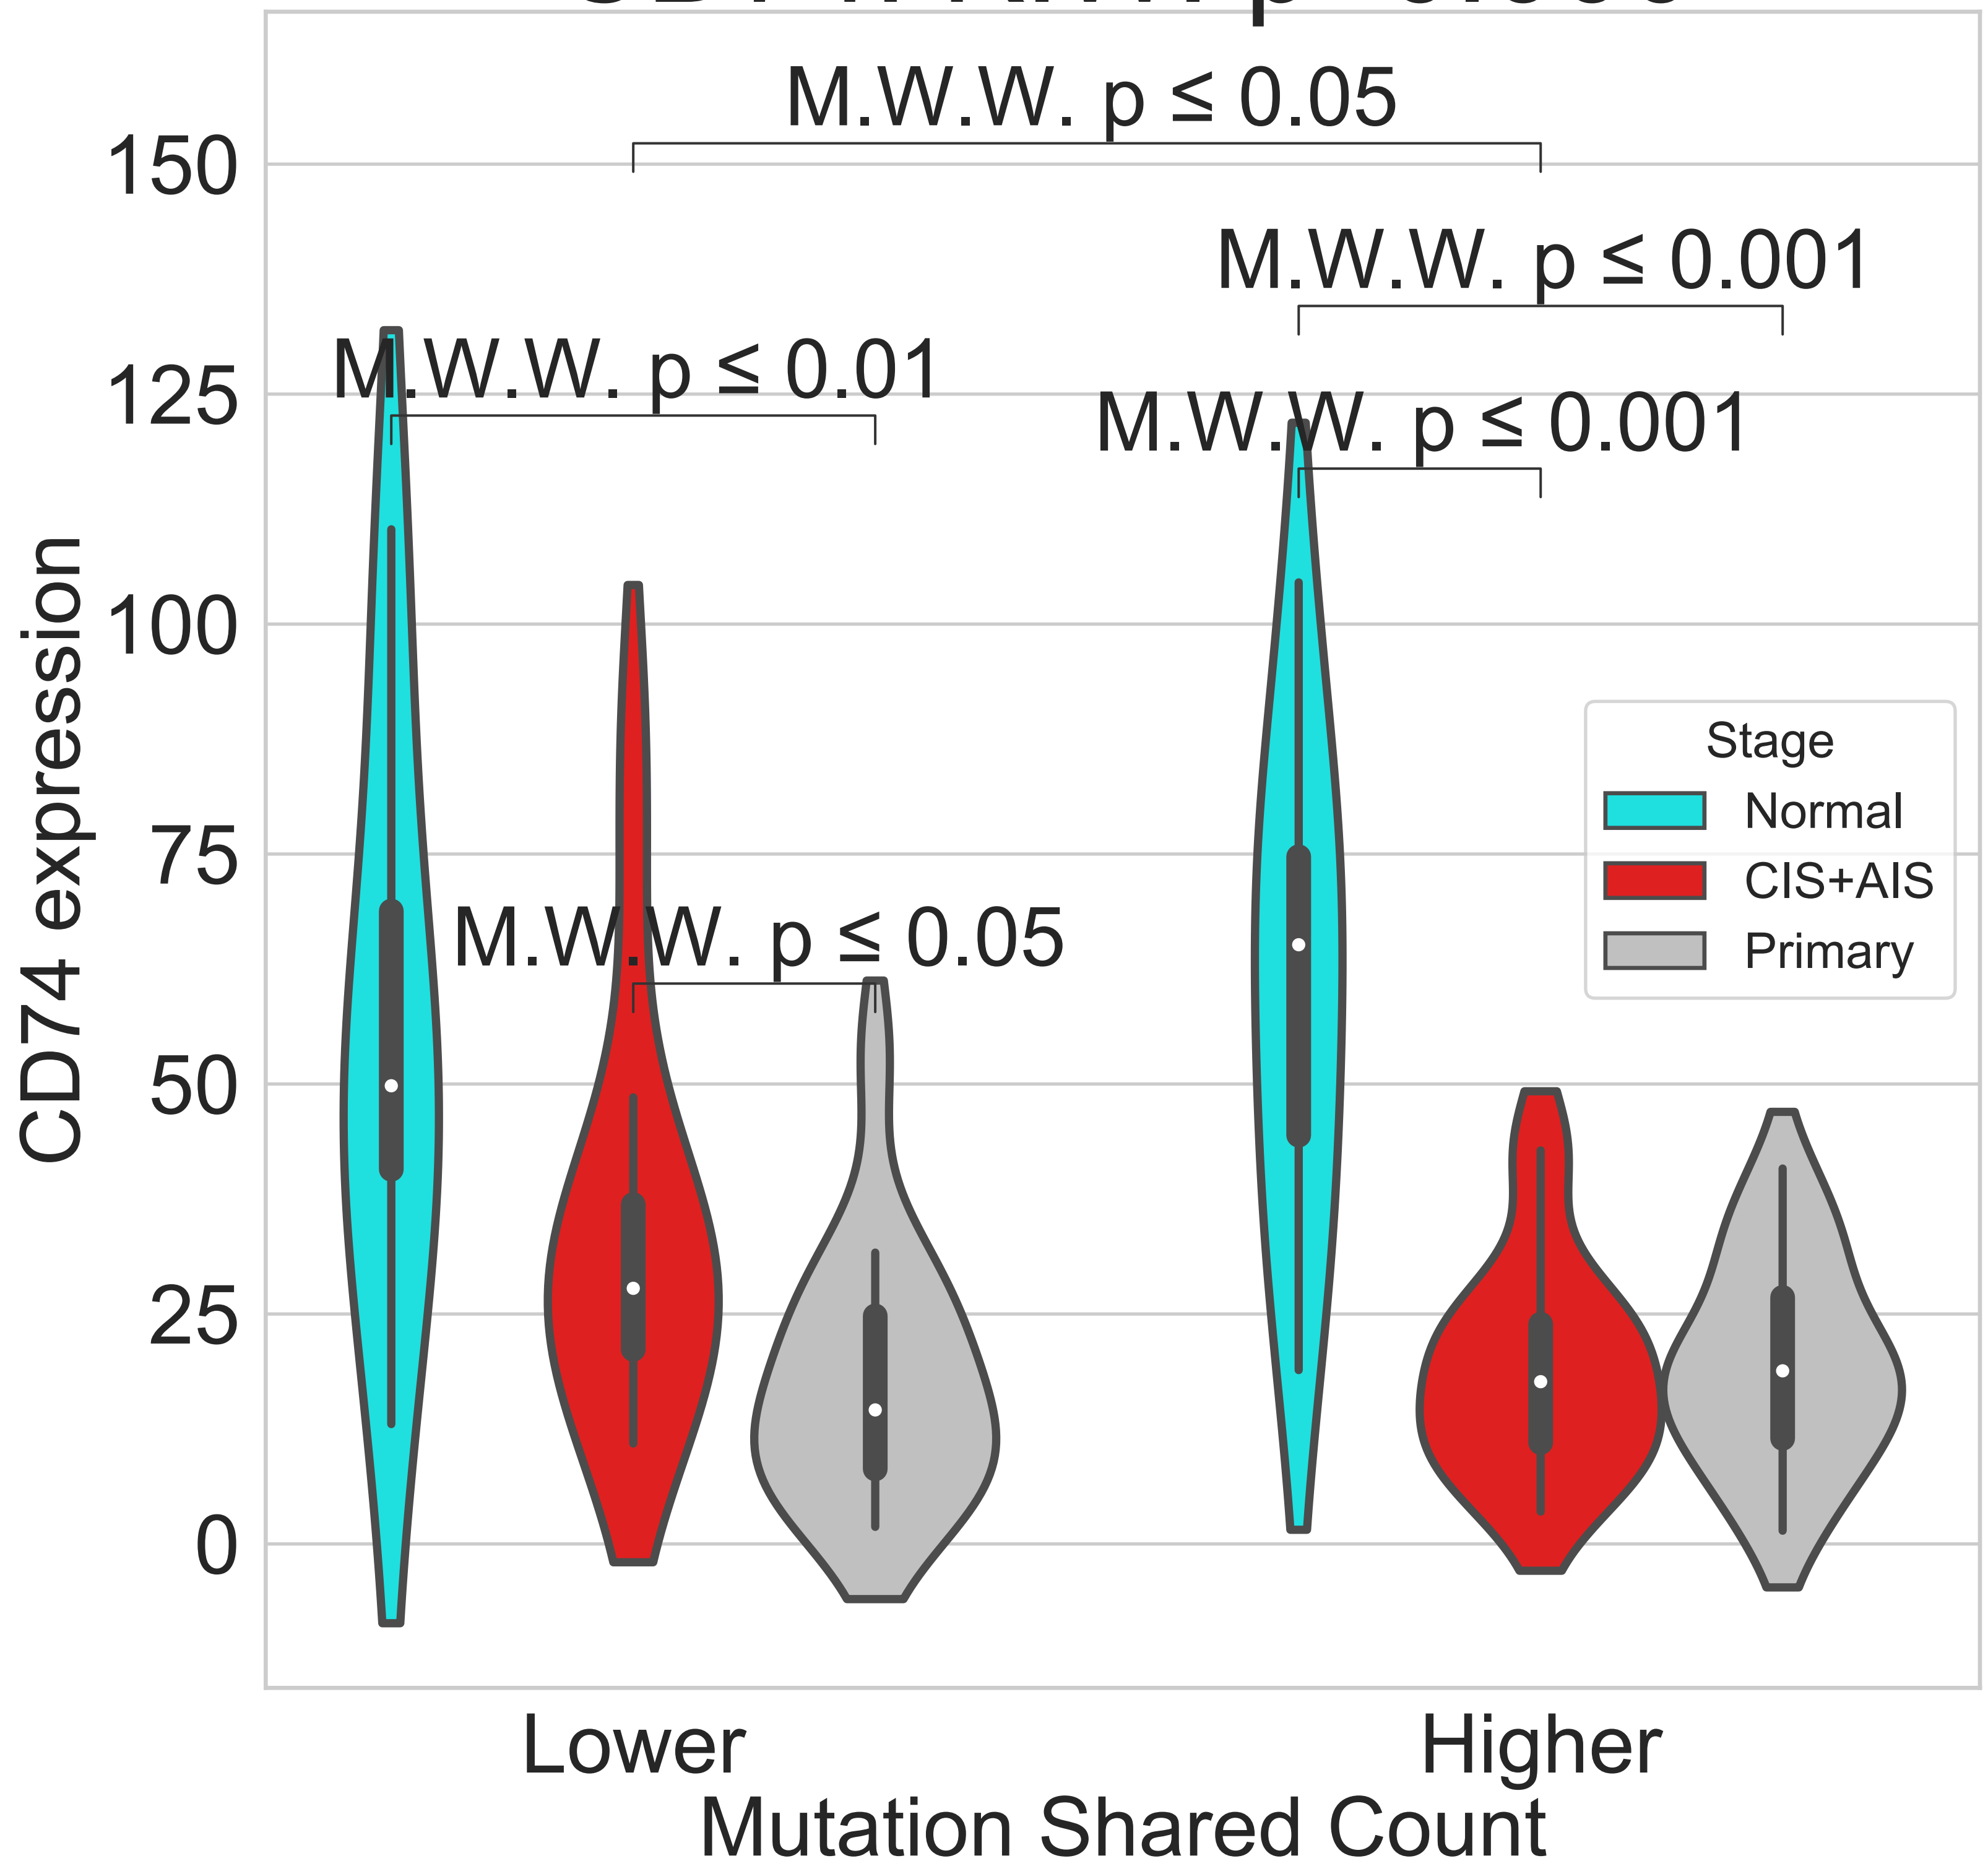 M.W.W. p ≤ 0.05
M.W.W. p ≤ 0.001
M.W.W. p ≤ 0.01
M.W.W. p ≤ 0.001
M.W.W. p ≤ 0.05
150
125
100
75
50
25
0
CD74 expression
Stage
Normal
CIS+AIS
Primary
Lower
Higher
Mutation Shared Count